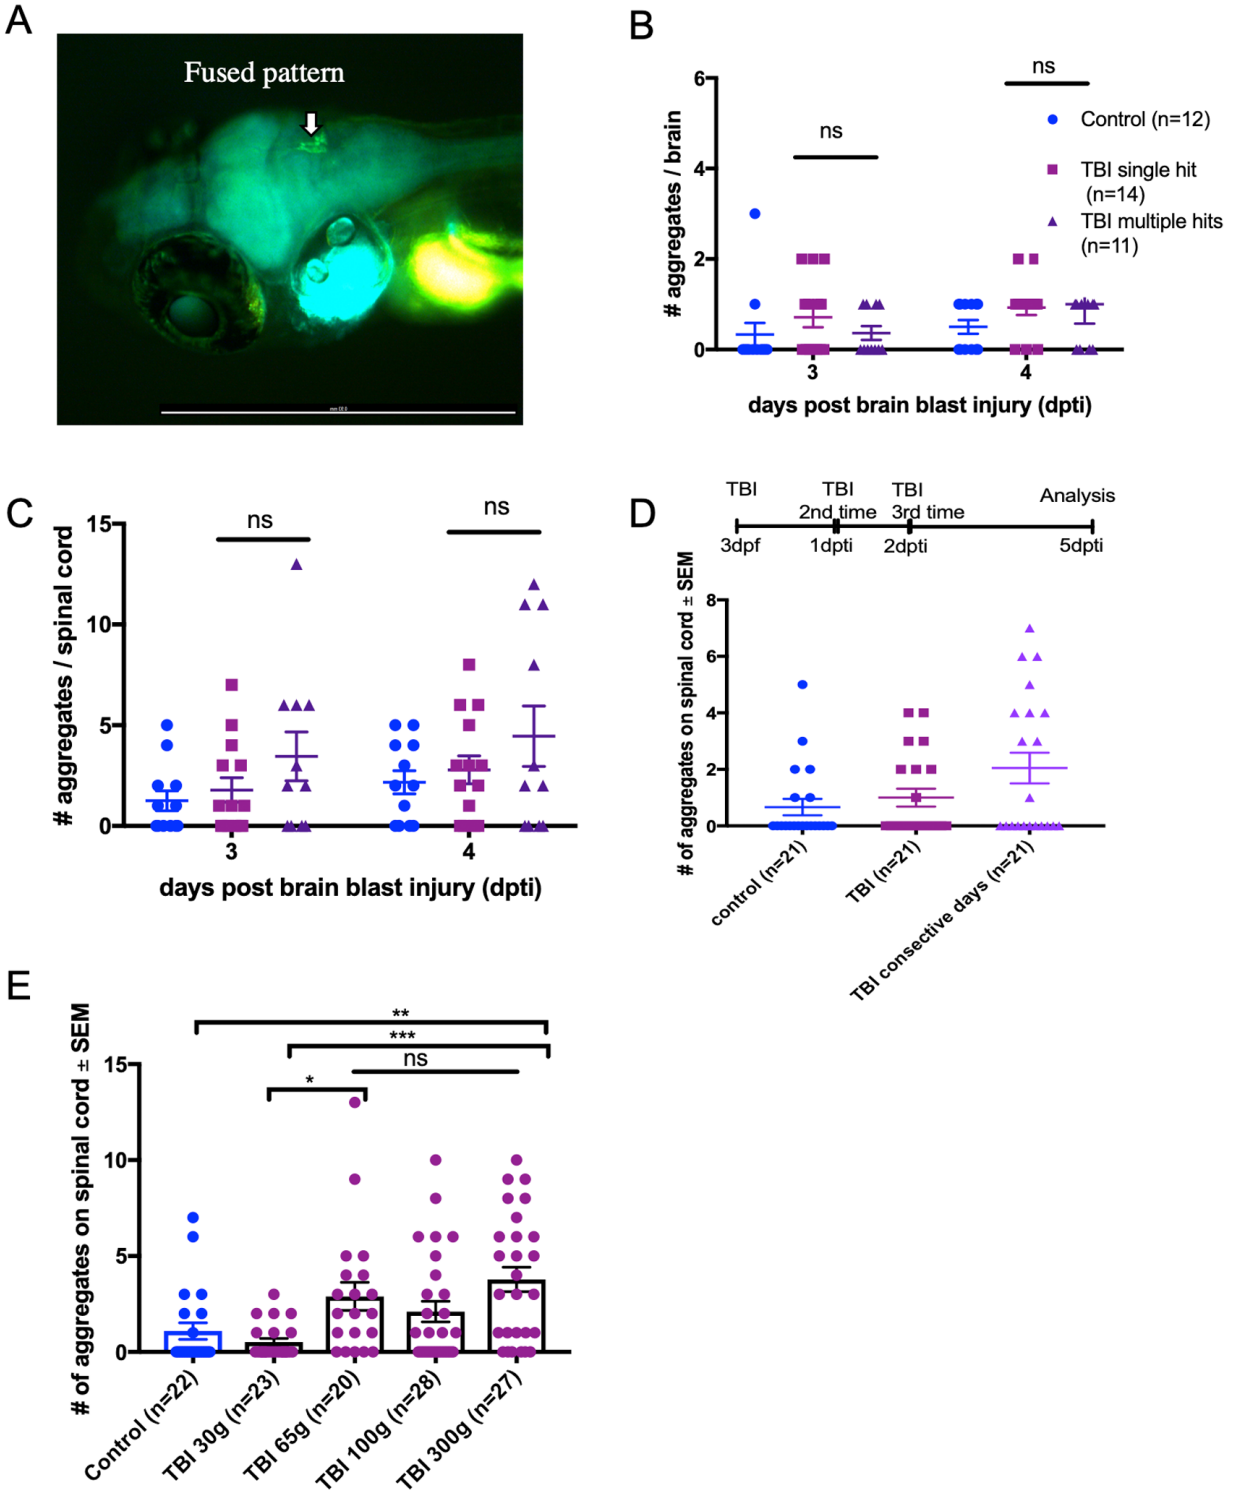 A
Fused pattern
B
# aggregates / brain
6
4
2
0
ns
ns
Control (n=12)
TBI single hit
(n=14)
TBI multiple hits
(n=11)
3
4
days post brain blast injury (dpti)
C
# aggregates / spinal cord
15
10
5
0
ns
ns
3
4
days post brain blast injury (dpti)
D
TBI
TBI
2nd time
TBI
3rd time
Analysis
3dpf
1dpti
2dpti
5dpti
# of aggregates on spinal cord ± SEM
8
6
4
2
0
control (n=21)
TBI (n=21)
TBI consective days (n=21)
E
# of aggregates on spinal cord ± SEM
15
10
5
0
**
***
ns
*
Control (n=22)
TBI 30g (n=23)
TBI 65g (n=20)
TBI 100g (n=28)
TBI 300g (n=27)